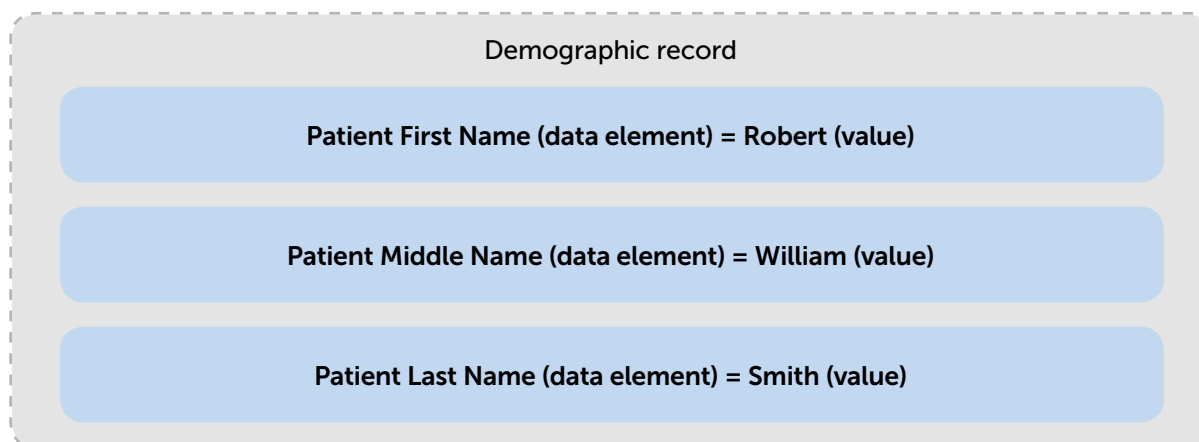 Demographic record
Patient First Name (data element) = Robert (value)
Patient Middle Name (data element) = William (value)
Patient Last Name (data element) = Smith (value)